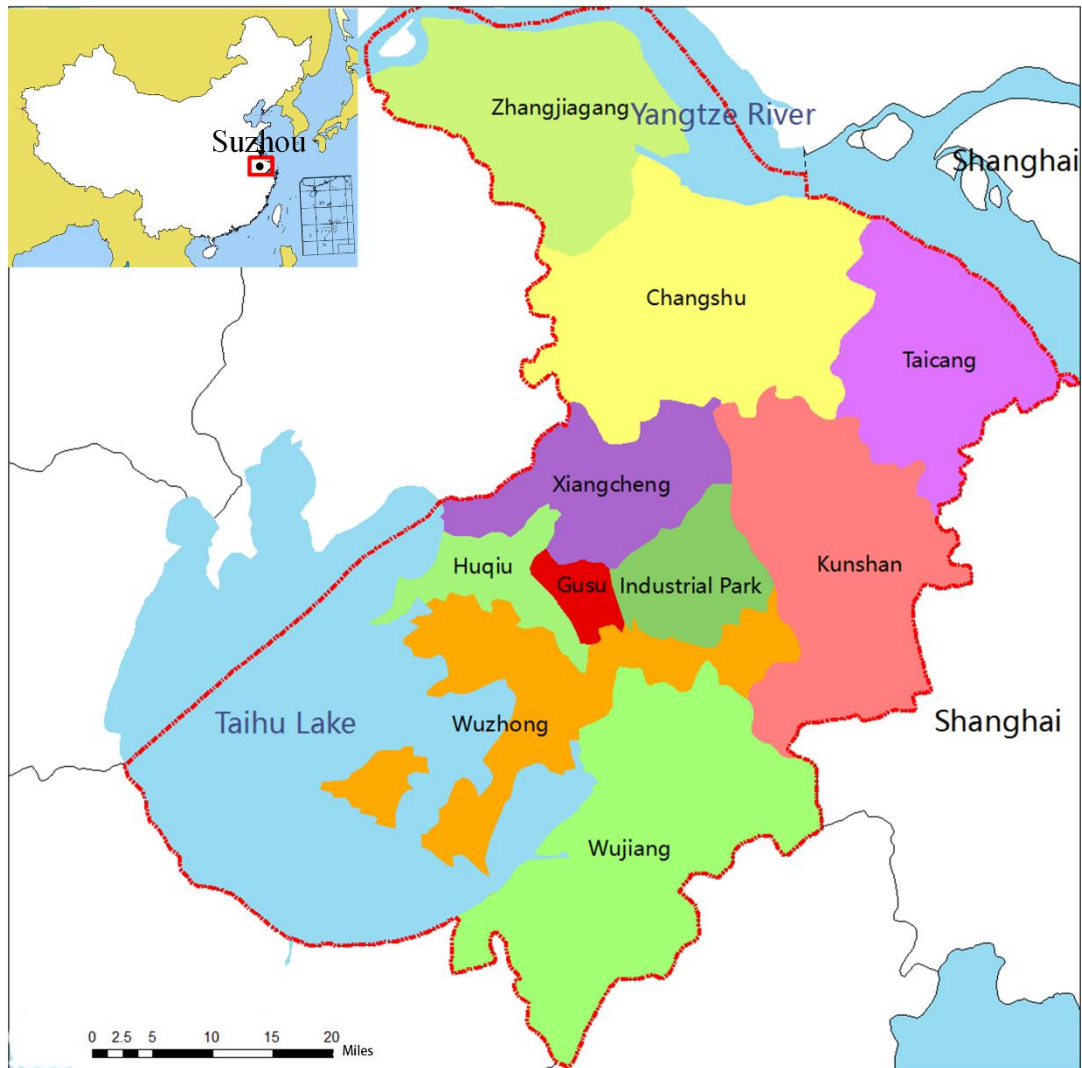 Suzhou
Zhangjiagang
Yangtze River
Shanghai
Changshu
Taicang
Xiangcheng
Huqiu
Gusu
Industrial Park
Kunshan
Taihu Lake
Wuzhong
Shanghai
Wujiang
0 2.5 5 10 15 20
Miles